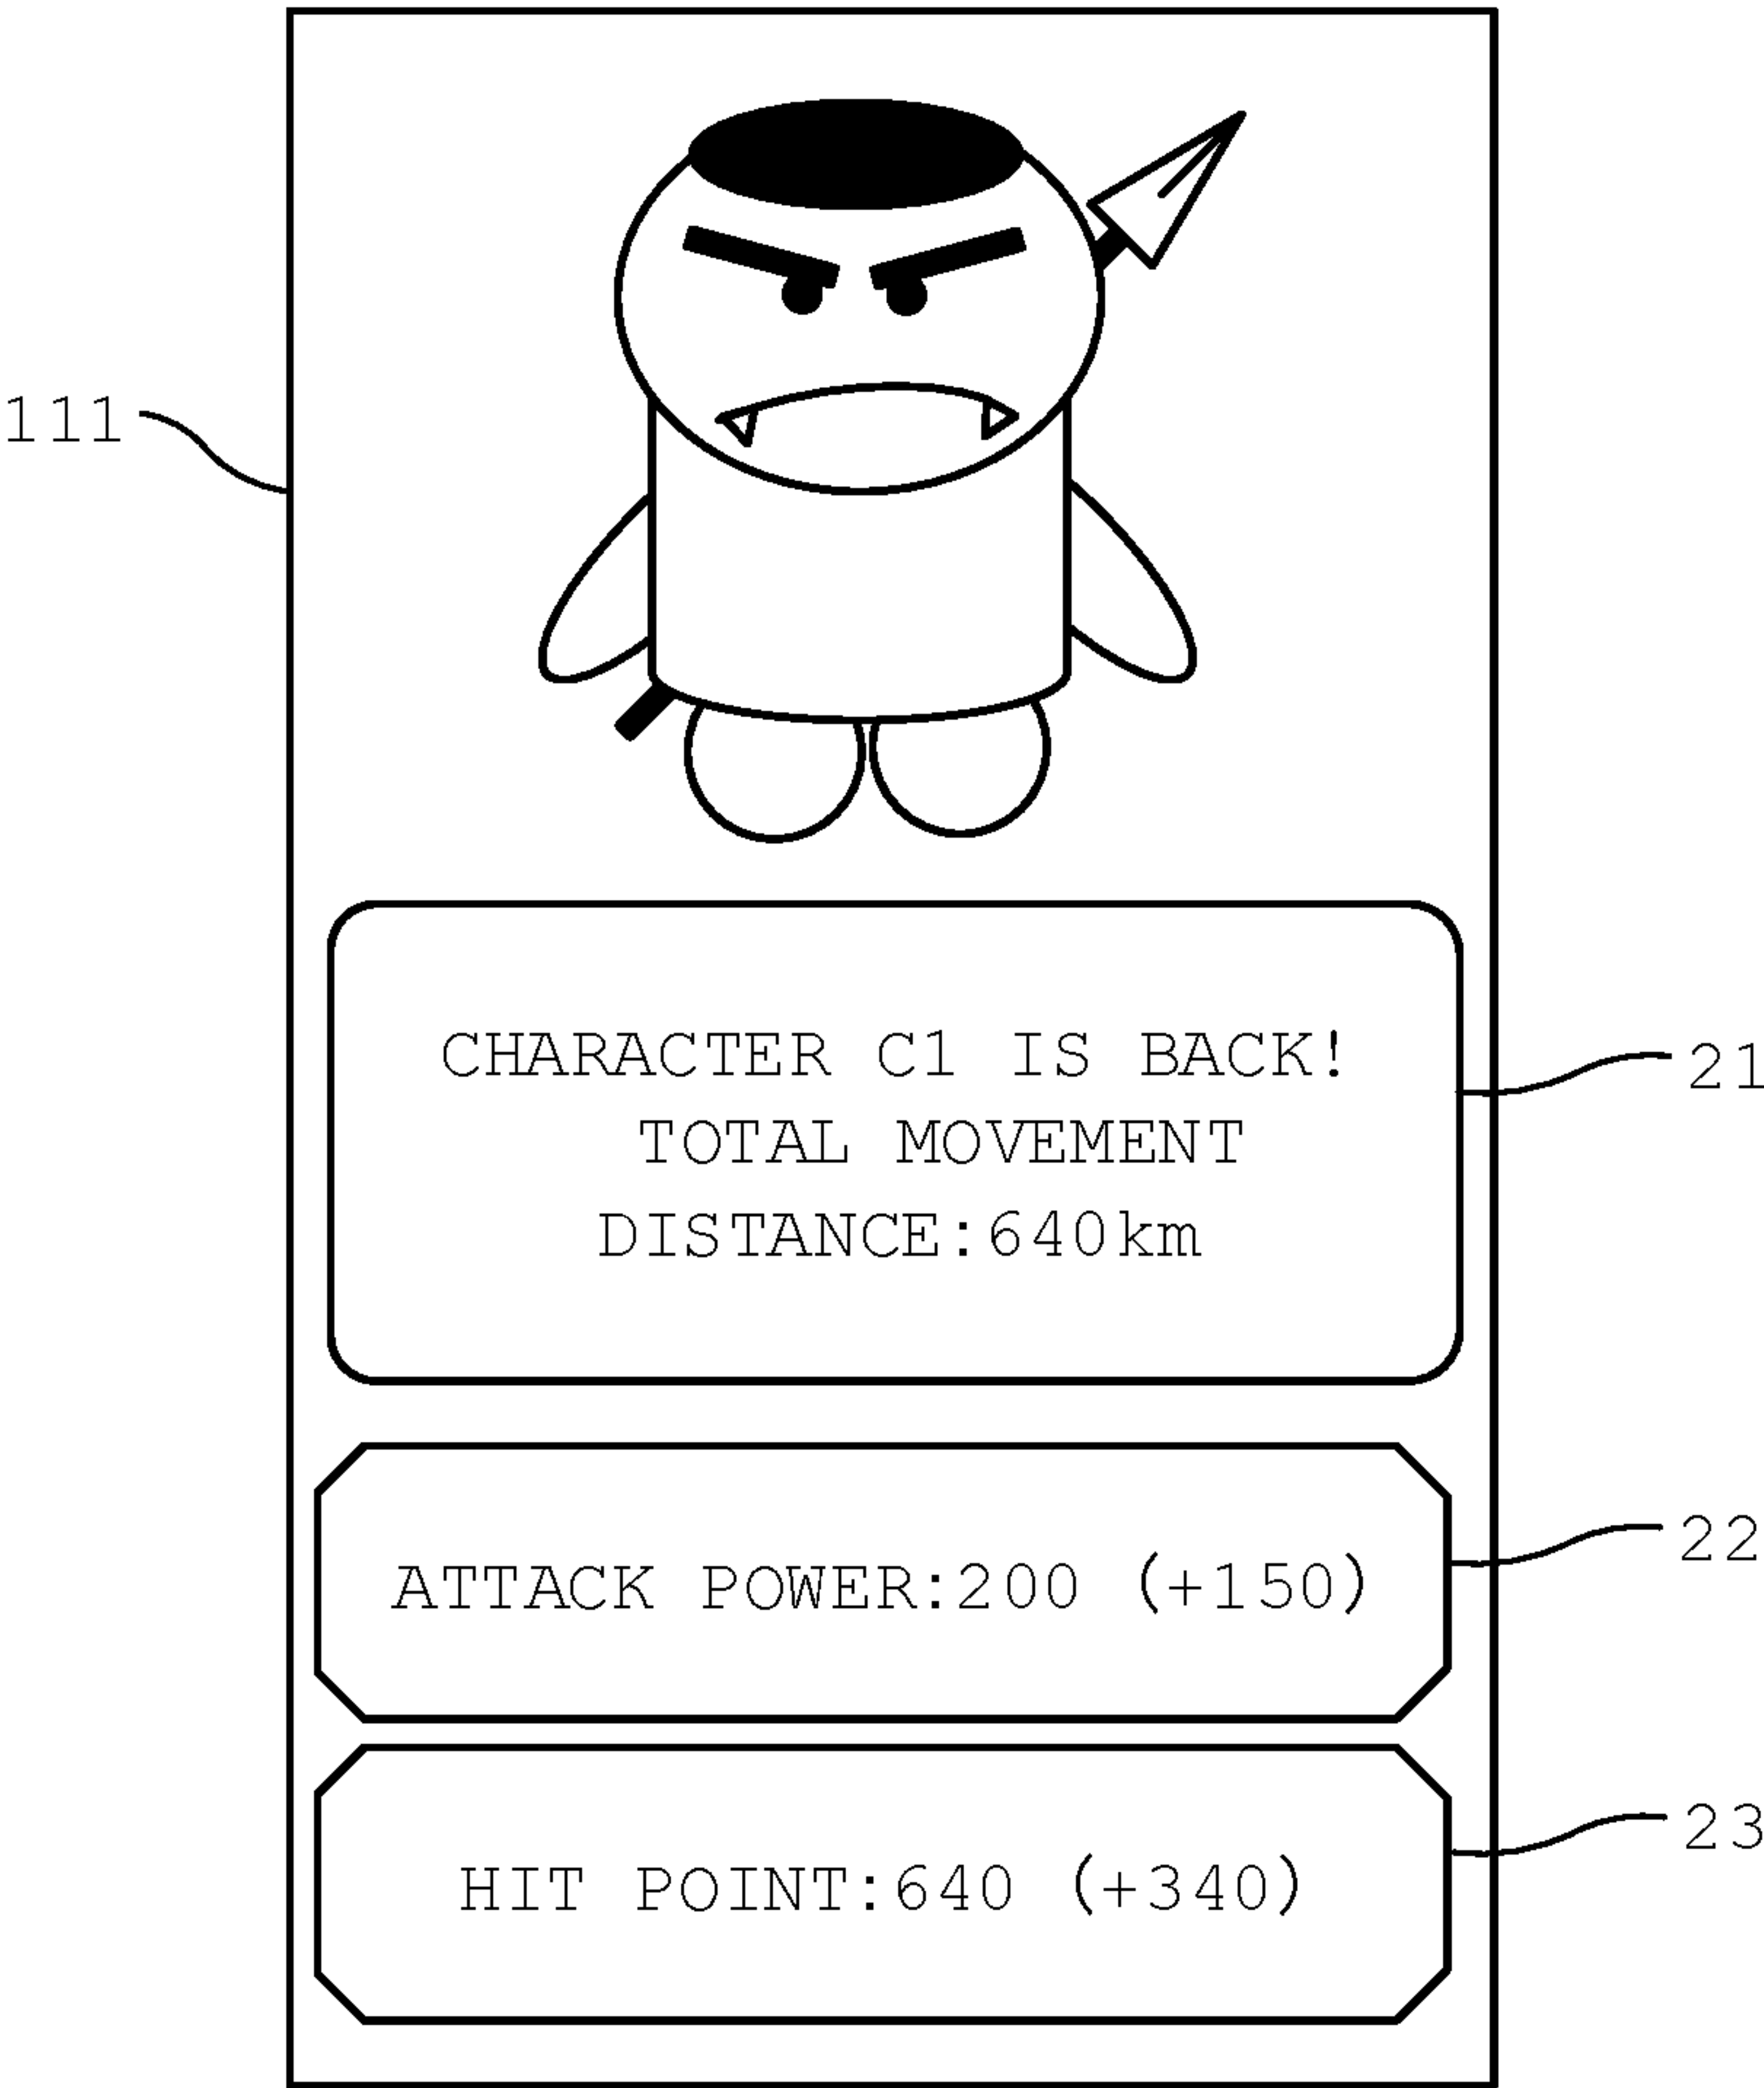 111
CHARACTER C1 IS BACK!
TOTAL MOVEMENT
DISTANCE:640km
21
ATTACK POWER:200 (+150)
22
HIT POINT:640 (+340)
23